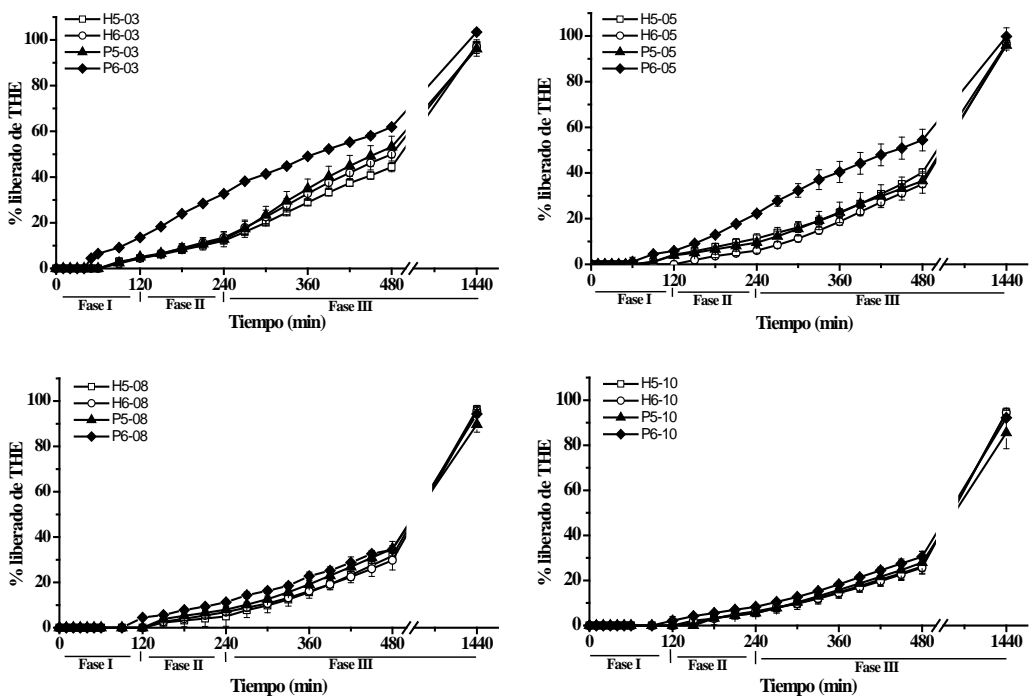 H5-03
H6-03
P5-03
P6-03
% liberado de THE
100
80
60
40
20
0
0 120 240 360 480 1440
Fase I Fase II Fase III
Tiempo (min)
H5-05
H6-05
P5-05
P6-05
% liberado de THE
100
80
60
40
20
0
0 120 240 360 480 1440
Fase I Fase II Fase III
Tiempo (min)
H5-08
H6-08
P5-08
P6-08
% liberado de THE
100
80
60
40
20
0
0 120 240 360 480 1440
Fase I Fase II Fase III
Tiempo (min)
H5-10
H6-10
P5-10
P6-10
% liberado de THE
100
80
60
40
20
0
0 120 240 360 480 1440
Fase I Fase II Fase III
Tiempo (min)